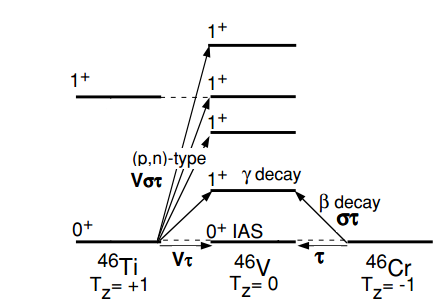 1+
1+
1+
1+
(p,n)-type
Vστ
1+ γ decay
β decay
στ
0+
0+ IAS
Vτ
τ
46Ti
46V
46Cr
Tz= +1
Tz= 0
Tz= -1